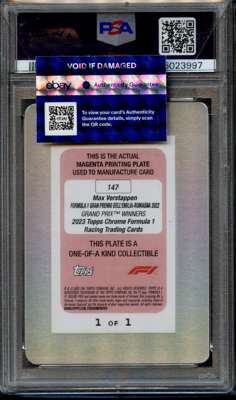 PSA
VOID IF DAMAGED
5023997
ebay Authenticity Guarantee
To view your card's Authenticity
Guarantee details, simply scan
the QR code.
THIS IS THE ACTUAL
MAGENTA PRINTING PLATE
USED TO MANUFACTURE CARD
147
Max Verstappen
FORMULA 1 GRAN PREMIO DELL'EMILIA-ROMAGNA 2022
GRAND PRIX™ WINNERS
2023 Topps Chrome Formula 1
Racing Trading Cards
THIS PLATE IS A
ONE-OF-A KIND COLLECTIBLE
Topps
F1
1 OF 1